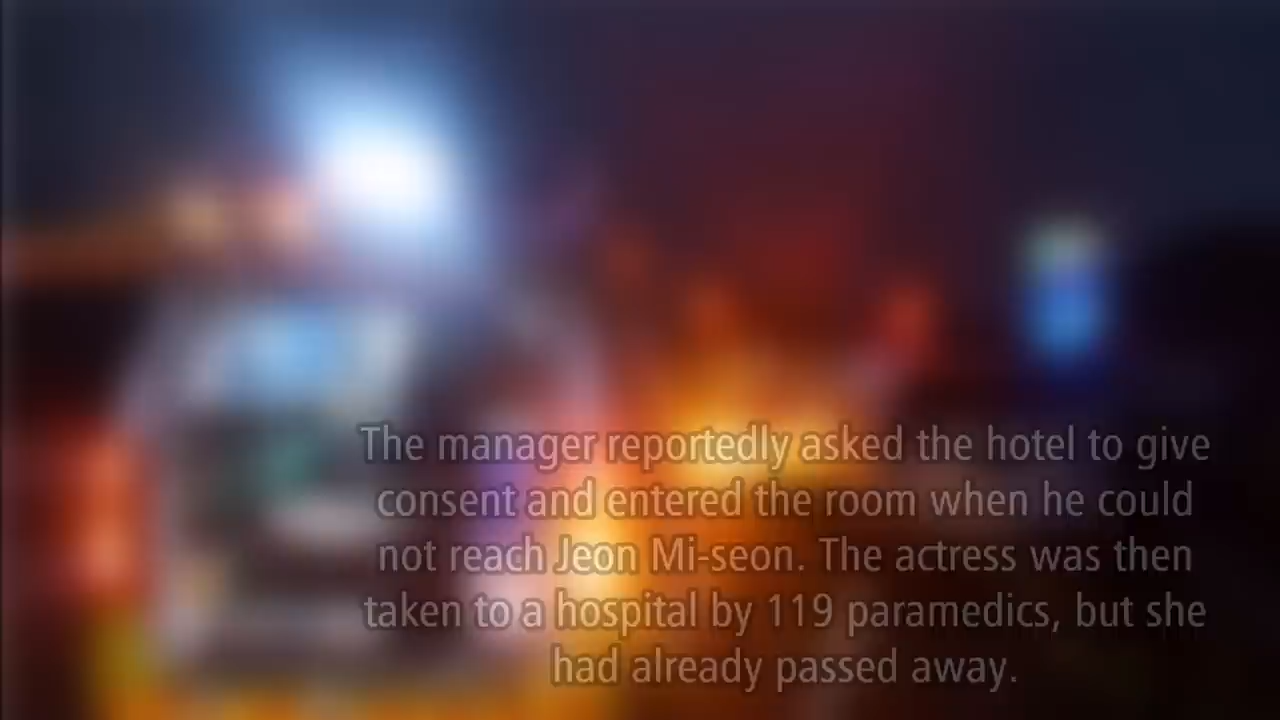 The manager reportedly asked the hotel to give
consent and entered the room when he could
not reach Jeon Mi-seon. The actress was then
taken to a hospital by 119 paramedics, but she
had already passed away.